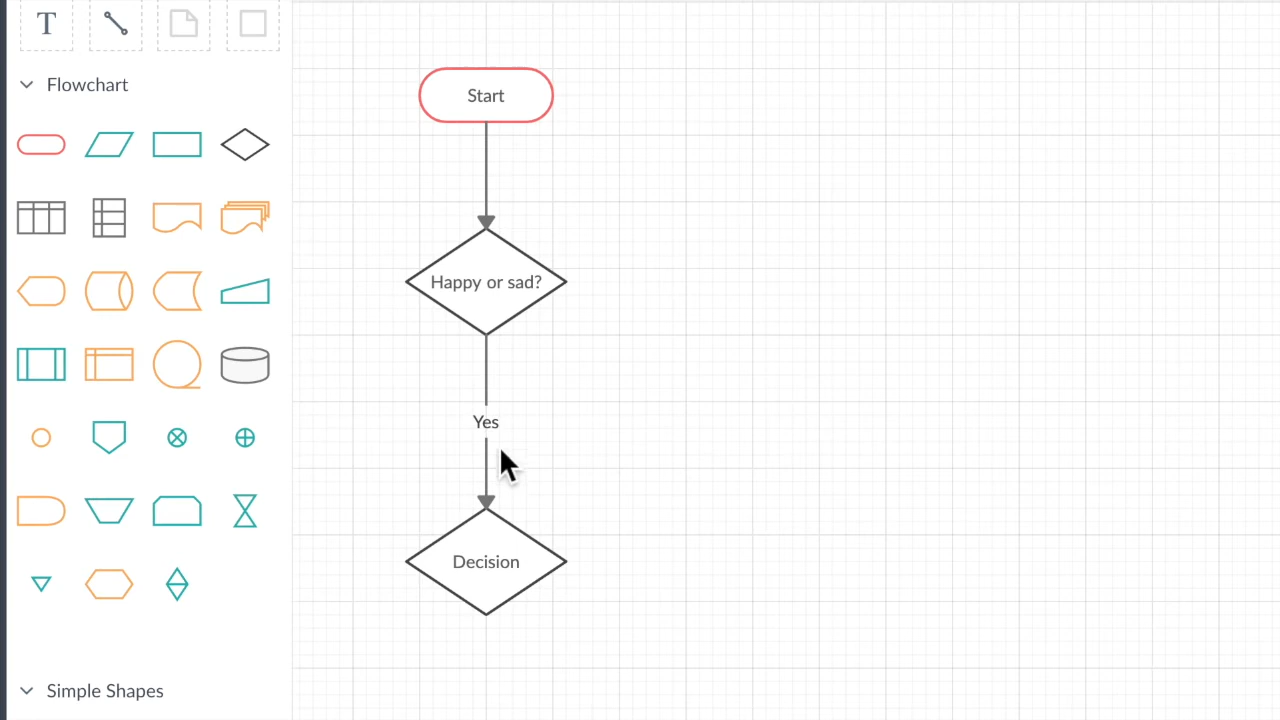 T
Flowchart
Start
Happy or sad?
Yes
Decision
Simple Shapes